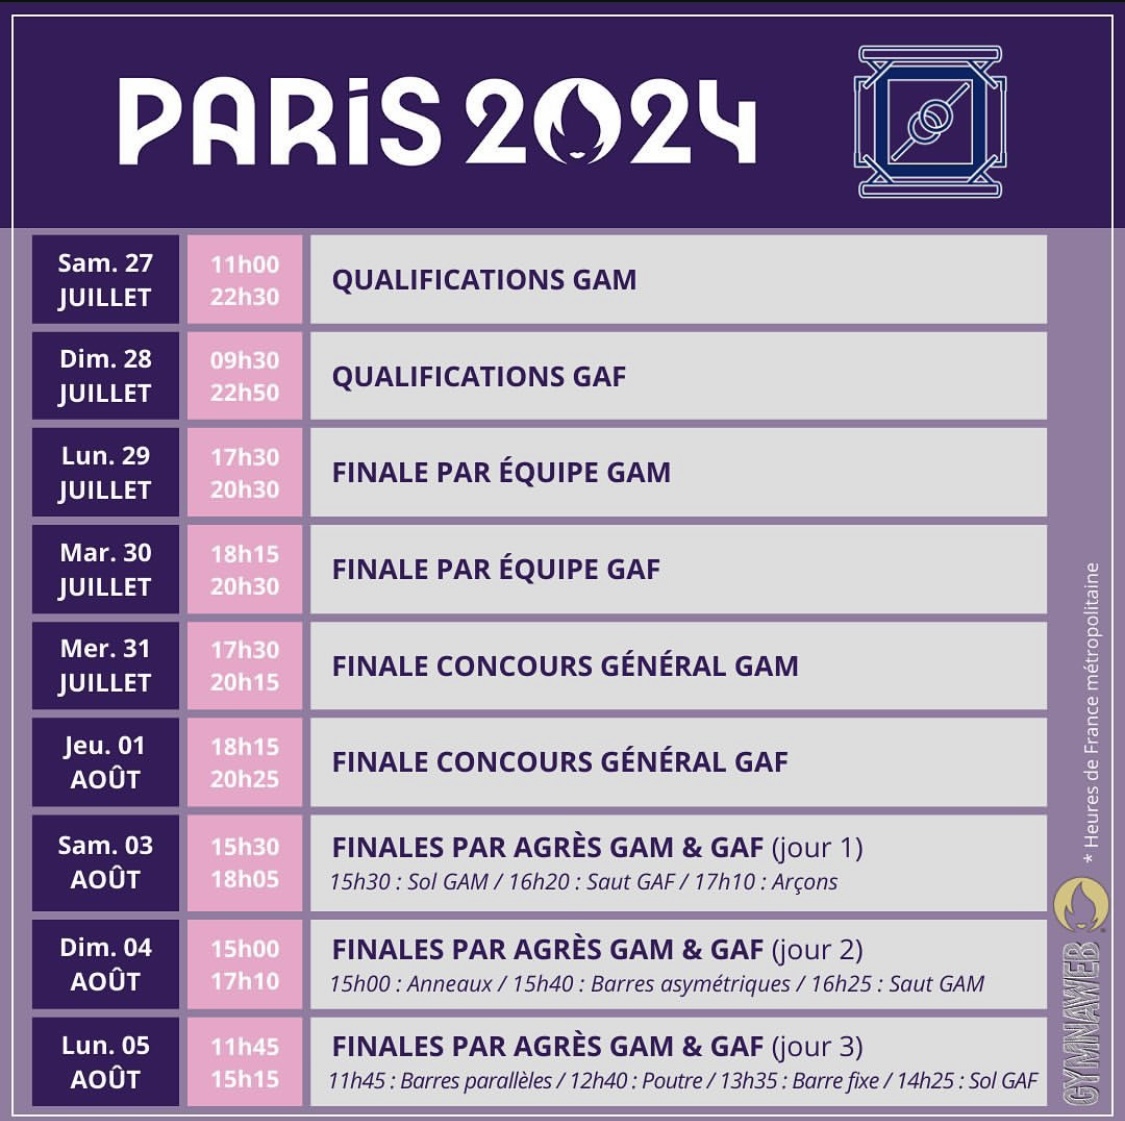 PARiS 2024
Sam. 27
JUILLET
11h00
22h30
QUALIFICATIONS GAM
Dim. 28
JUILLET
09h30
22h50
QUALIFICATIONS GAF
Lun. 29
JUILLET
17h30
20h30
FINALE PAR ÉQUIPE GAM
Mar. 30
JUILLET
18h15
20h30
FINALE PAR ÉQUIPE GAF
Mer. 31
JUILLET
17h30
20h15
FINALE CONCOURS GÉNÉRAL GAM
Jeu. 01
AOÛT
18h15
20h25
FINALE CONCOURS GÉNÉRAL GAF
Sam. 03
AOÛT
15h30
18h05
FINALES PAR AGRÈS GAM & GAF (jour 1)
15h30 : Sol GAM / 16h20 : Saut GAF / 17h10 : Arçons
Dim. 04
AOÛT
15h00
17h10
FINALES PAR AGRÈS GAM & GAF (jour 2)
15h00 : Anneaux / 15h40 : Barres asymétriques / 16h25 : Saut GAM
Lun. 05
AOÛT
11h45
15h15
FINALES PAR AGRÈS GAM & GAF (jour 3)
11h45 : Barres parallèles / 12h40 : Poutre / 13h35 : Barre fixe / 14h25 : Sol GAF
* Heures de France métropolitaine
GYMNAWEB